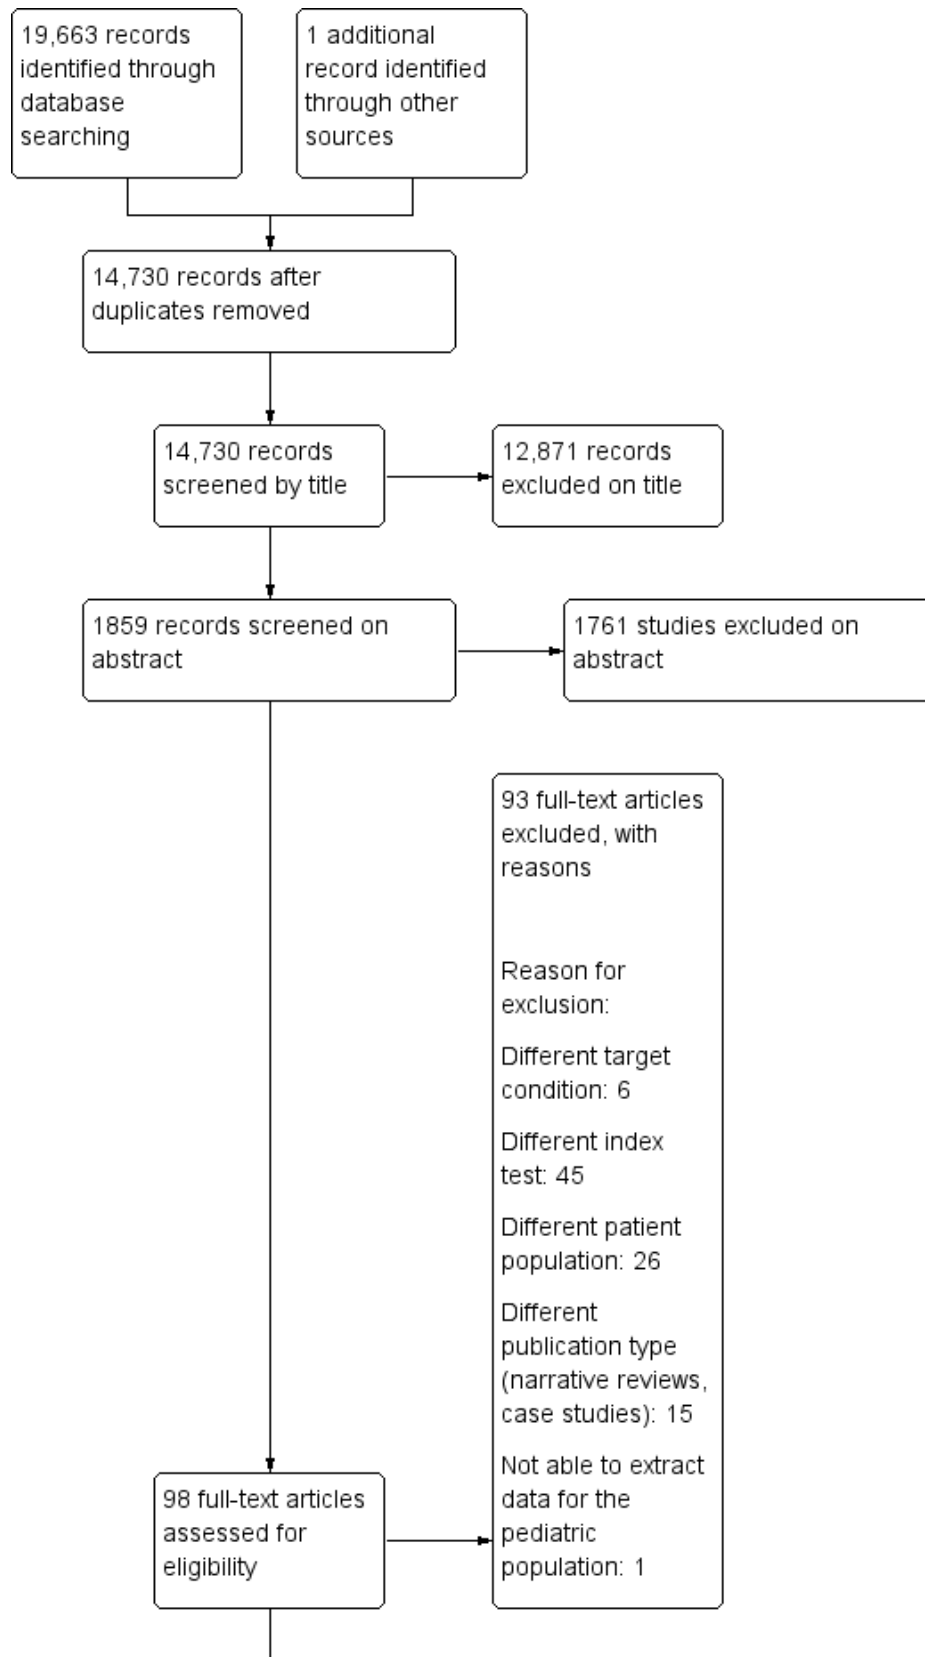 19,663 records
identified through
database
searching
1 additional
record identified
through other
sources
14,730 records after
duplicates removed
14,730 records
screened by title
12,871 records
excluded on title
1859 records screened on
abstract
1761 studies excluded on
abstract
93 full-text articles
excluded, with
reasons
Reason for
exclusion:
Different target
condition: 6
Different index
test: 45
Different patient
population: 26
Different
publication type
(narrative reviews,
case studies): 15
Not able to extract
data for the
pediatric
population: 1
98 full-text articles
assessed for
eligibility